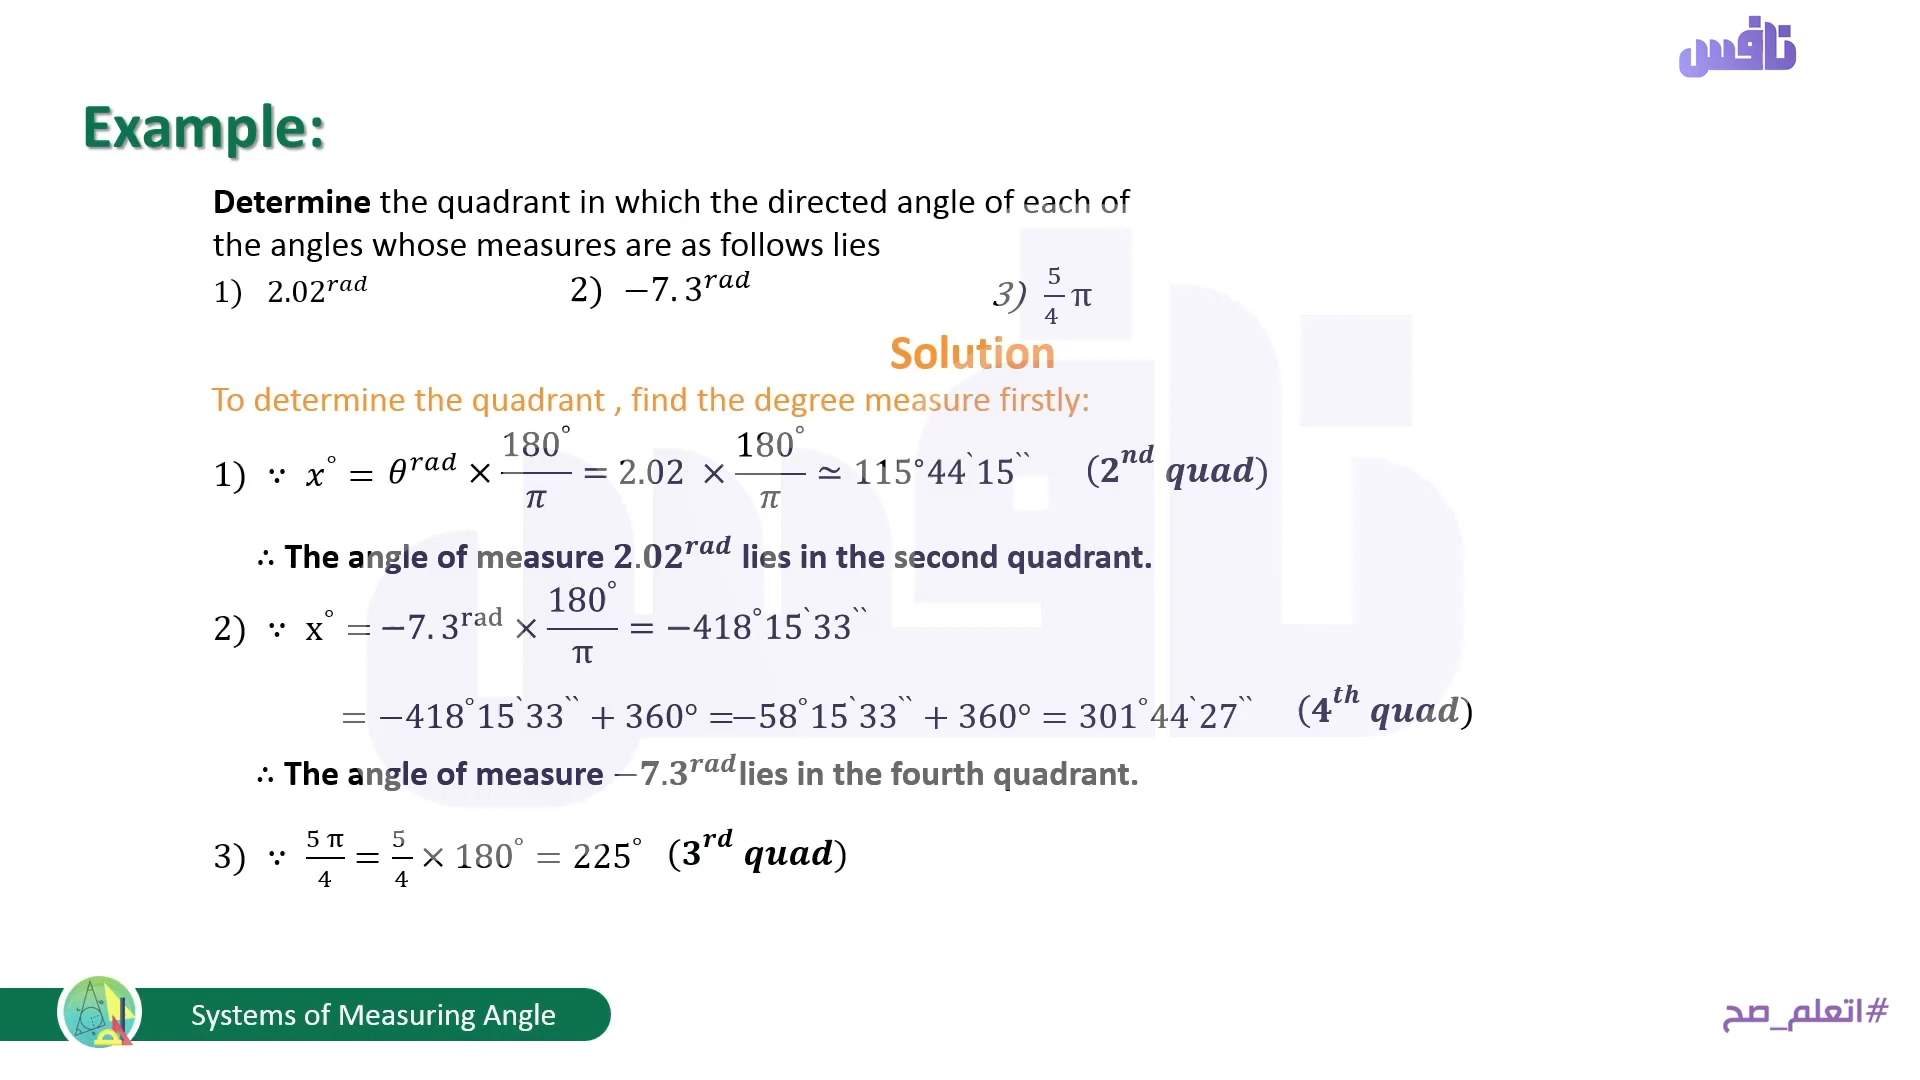 نافس
Example:
Determine the quadrant in which the directed angle of each of
the angles whose measures are as follows lies
1) 2.02^rad 2) −7.3^rad 3) 5/4 π
Solution
To determine the quadrant , find the degree measure firstly:
1) ∵ x° = θ^rad × 180°/π = 2.02 × 180°/π ≃ 115°44`15`` (2^nd quad)
∴ The angle of measure 2.02^rad lies in the second quadrant.
2) ∵ x° = −7.3^rad × 180°/π = −418°15`33``
= −418°15`33`` + 360° =−58°15`33`` + 360° = 301°44`27`` (4^th quad)
∴ The angle of measure −7.3^rad lies in the fourth quadrant.
3) ∵ 5 π/4 = 5/4 × 180° = 225° (3^rd quad)
Systems of Measuring Angle
#اتعلم_صح